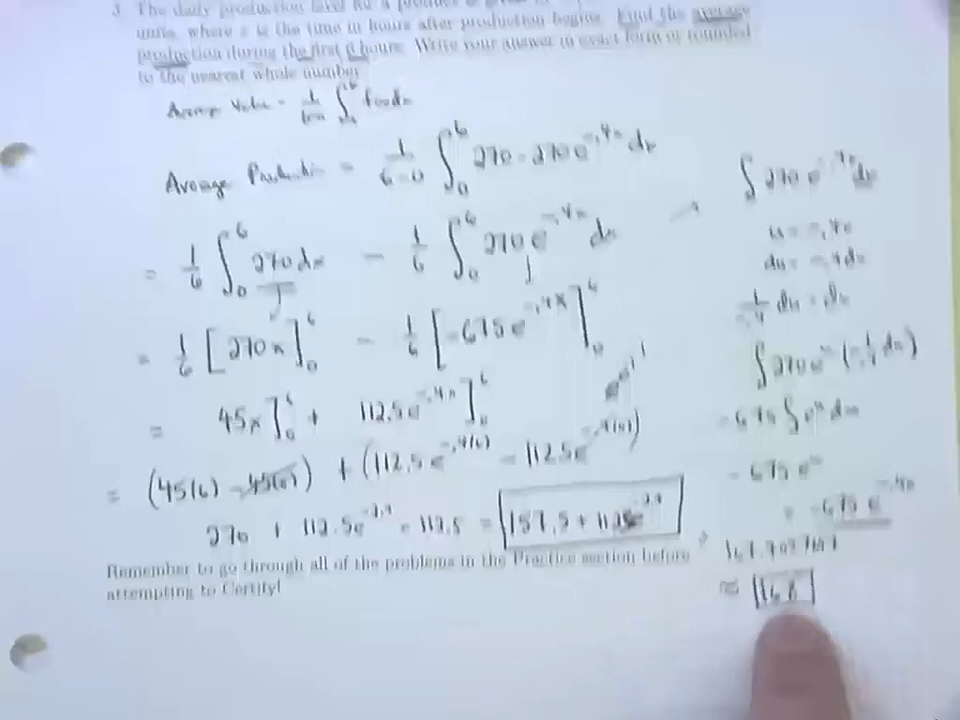 3. The daily production level for a product is
units, where x is the time in hours after production begins. Find the average
production during the first 6 hours. Write your answer in exact form or rounded
to the nearest whole number.
Average Value = ∫ f(x)dx
Average Production = 1/(6-0) ∫₀⁶ 270 - 270e^(-.4x) dx
= 1/6 ∫₀⁶ 270dx - 1/6 ∫₀⁶ 270e^(-.4x) dx
= 1/6 [270x]₀⁶ - 1/6 [-675e^(-.4x)]₀⁶
= 45x]₀⁶ + 112.5e^(-.4x)]₀⁶
= (45(6) - 45(0)) + (112.5e^(-.4(6)) - 112.5e^(-.4(0)))
270 + 112.5e^(-2.4) - 112.5 = 157.5 + 112.5e^(-2.4)
∫ 270e^(-.4x) dx
u = -.4x
du = -.4dx
1/-.4 du = dx
∫ 270e^u (-1/.4 du)
-675 ∫ e^u du
-675 e^u
= -675 e^(-.4x)
≈ 168
Remember to go through all of the problems in the Practice section before
attempting to Certify!